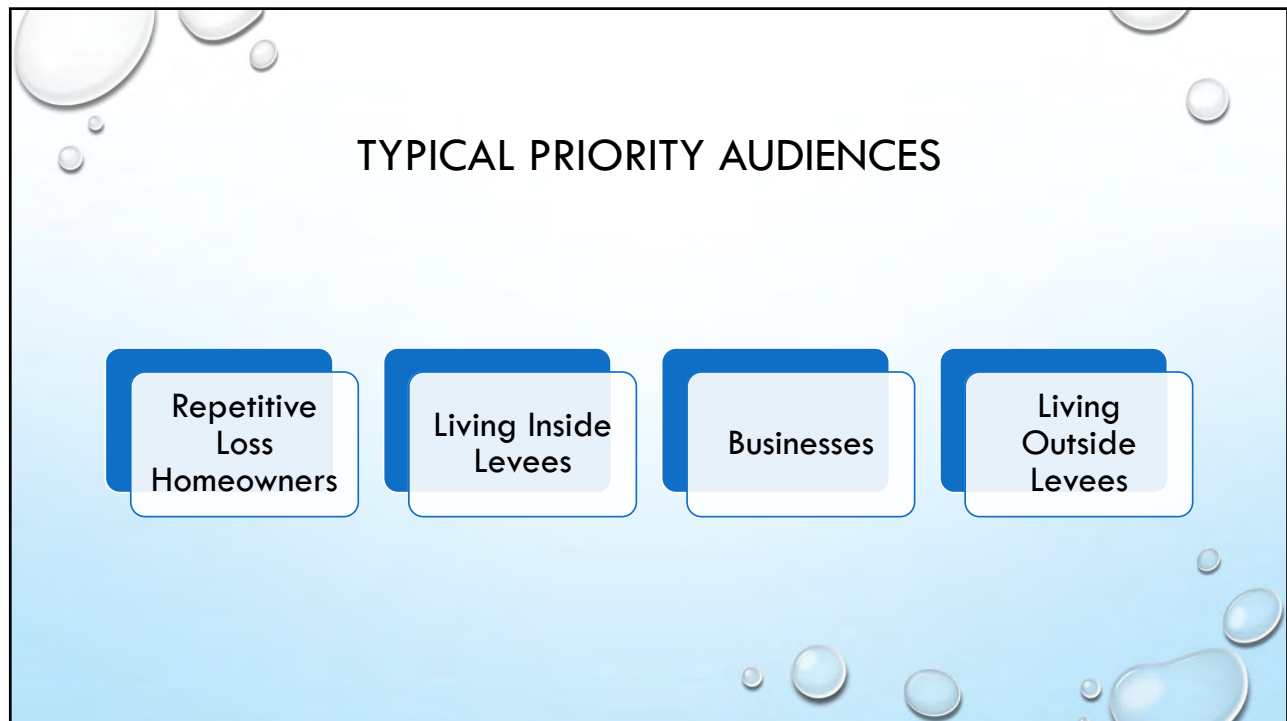 TYPICAL PRIORITY AUDIENCES
Repetitive
Loss
Homeowners
Living Inside
Levees
Businesses
Living
Outside
Levees